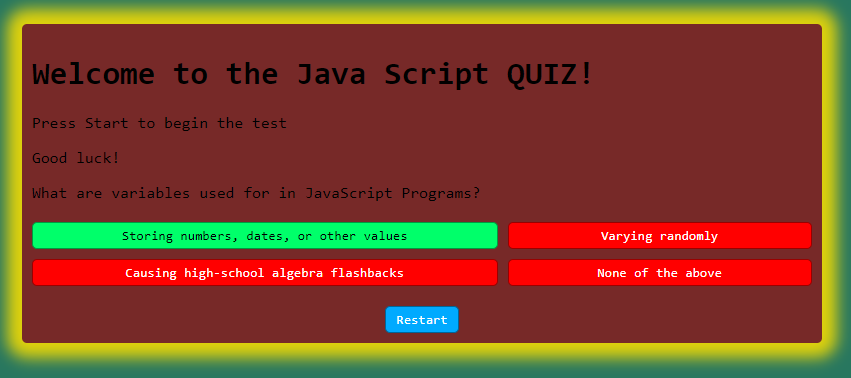 Welcome to the Java Script QUIZ!
Press Start to begin the test
Good luck!
What are variables used for in JavaScript Programs?
Storing numbers, dates, or other values
Varying randomly
Causing high-school algebra flashbacks
None of the above
Restart